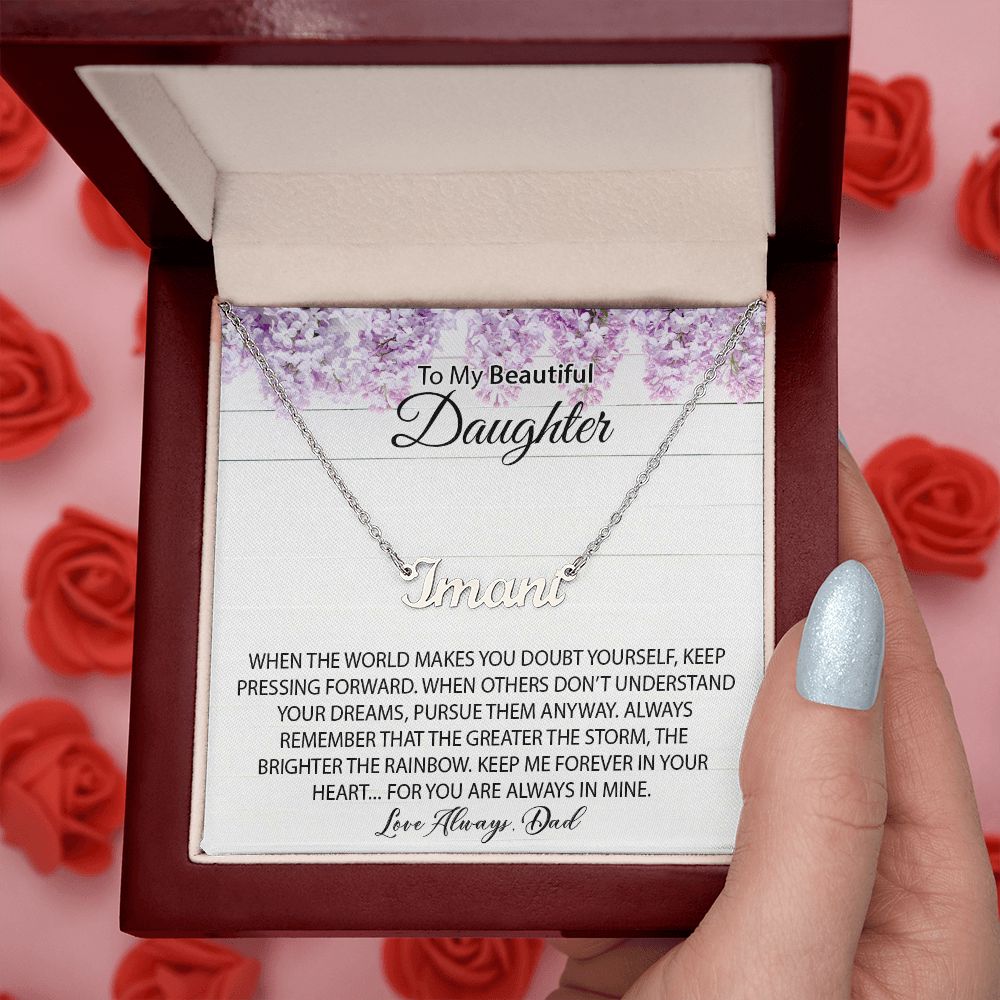 To My Beautiful
Daughter
Imani
WHEN THE WORLD MAKES YOU DOUBT YOURSELF, KEEP
PRESSING FORWARD. WHEN OTHERS DON'T UNDERSTAND
YOUR DREAMS, PURSUE THEM ANYWAY. ALWAYS
REMEMBER THAT THE GREATER THE STORM, THE
BRIGHTER THE RAINBOW. KEEP ME FOREVER IN YOUR
HEART... FOR YOU ARE ALWAYS IN MINE.
Love Always, Dad